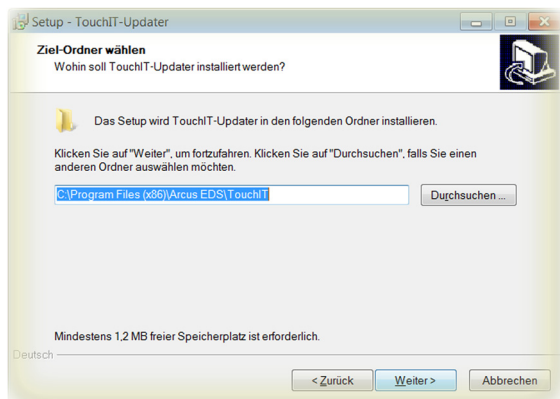 Setup - TouchIT-Updater
Ziel-Ordner wählen
Wohin soll TouchIT-Updater installiert werden?
Das Setup wird TouchIT-Updater in den folgenden Ordner installieren.
Klicken Sie auf "Weiter", um fortzufahren. Klicken Sie auf "Durchsuchen", falls Sie einen
anderen Ordner auswählen möchten.
C:\Program Files (x86)\Arcus EDS\TouchIT
Durchsuchen ...
Mindestens 1,2 MB freier Speicherplatz ist erforderlich.
Deutsch
< Zurück
Weiter >
Abbrechen